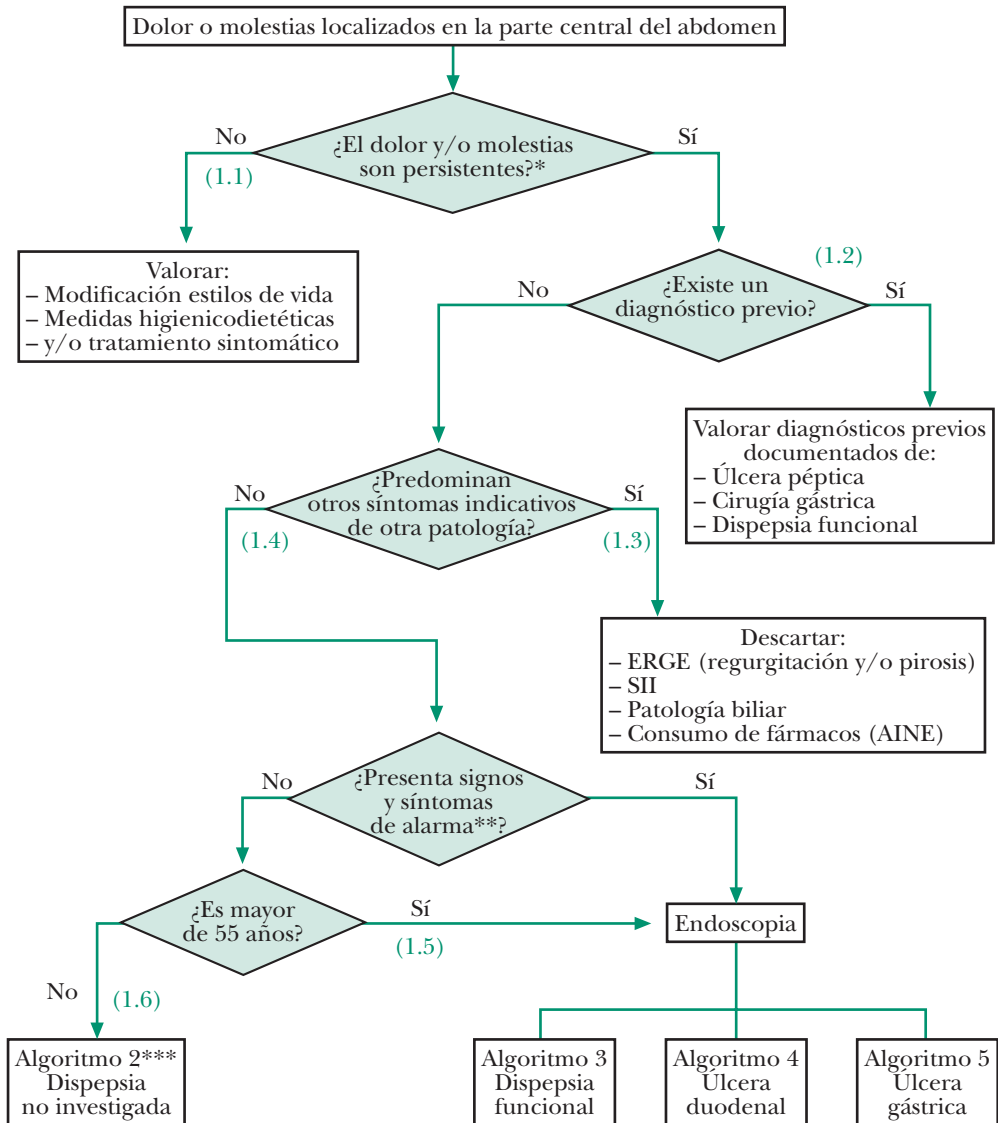 Dolor o molestias localizados en la parte central del abdomen
No
¿El dolor y/o molestias
son persistentes?*
Sí
(1.1)
Valorar:
– Modificación estilos de vida
– Medidas higienicodietéticas
– y/o tratamiento sintomático
(1.2)
No
¿Existe un
diagnóstico previo?
Sí
Valorar diagnósticos previos
documentados de:
– Úlcera péptica
– Cirugía gástrica
– Dispepsia funcional
No
¿Predominan
otros síntomas indicativos
de otra patología?
Sí
(1.4)
(1.3)
Descartar:
– ERGE (regurgitación y/o pirosis)
– SII
– Patología biliar
– Consumo de fármacos (AINE)
No
¿Presenta signos
y síntomas
de alarma**?
Sí
¿Es mayor
de 55 años?
Sí
(1.5)
Endoscopia
No
(1.6)
Algoritmo 2***
Dispepsia
no investigada
Algoritmo 3
Dispepsia
funcional
Algoritmo 4
Úlcera
duodenal
Algoritmo 5
Úlcera
gástrica